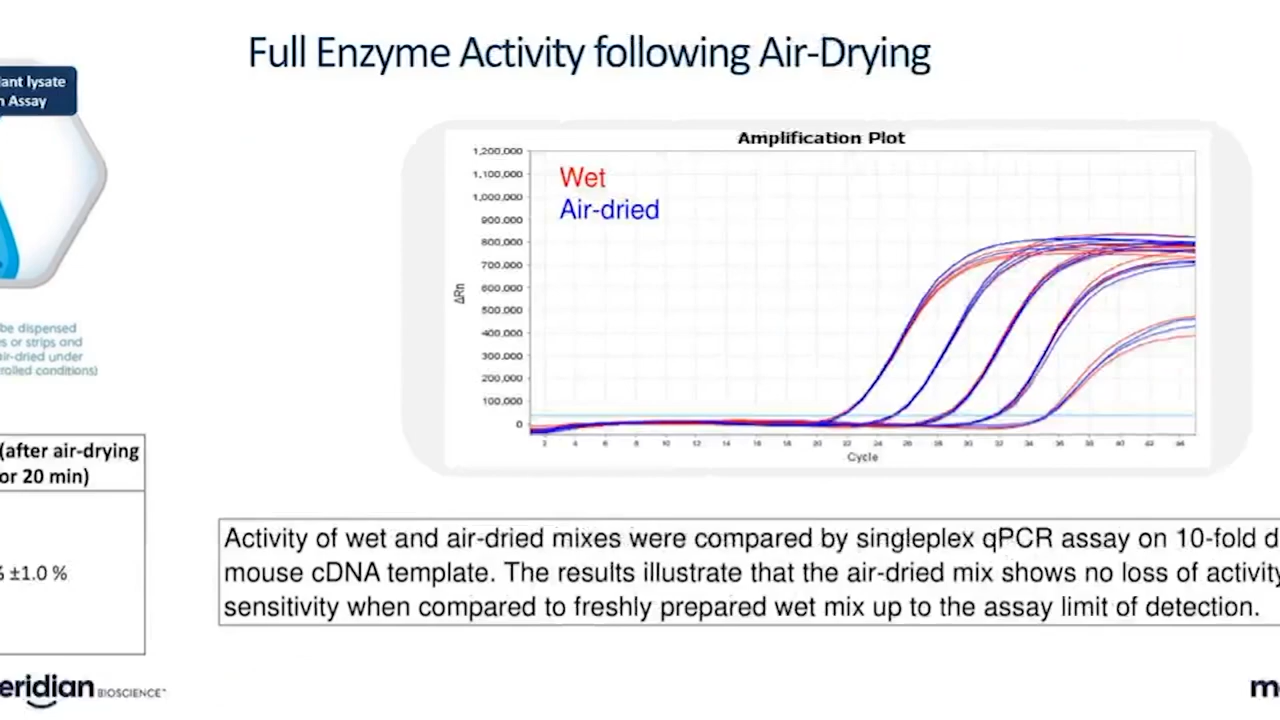 Full Enzyme Activity following Air-Drying
lant lysate
n Assay
be dispensed
es or strips and
air-dried under
rolled conditions)
(after air-drying
or 20 min)
% ±1.0 %
eridian BIOSCIENCE™
Amplification Plot
Wet
Air-dried
1,200,000
1,100,000
1,000,000
900,000
800,000
700,000
600,000
500,000
400,000
300,000
200,000
100,000
0
ΔRn
2 4 6 8 10 12 14 16 18 20 22 24 26 28 30 32 34 36 38 40 42 44
Cycle
Activity of wet and air-dried mixes were compared by singleplex qPCR assay on 10-fold d
mouse cDNA template. The results illustrate that the air-dried mix shows no loss of activity
sensitivity when compared to freshly prepared wet mix up to the assay limit of detection.
m